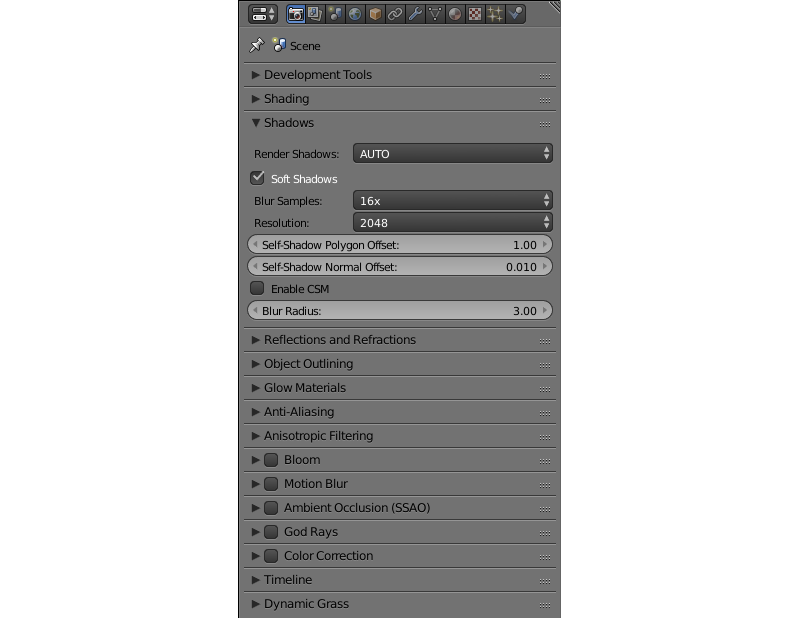 Scene
Development Tools
Shading
Shadows
Render Shadows: AUTO
Soft Shadows
Blur Samples: 16x
Resolution: 2048
Self-Shadow Polygon Offset: 1.00
Self-Shadow Normal Offset: 0.010
Enable CSM
Blur Radius: 3.00
Reflections and Refractions
Object Outlining
Glow Materials
Anti-Aliasing
Anisotropic Filtering
Bloom
Motion Blur
Ambient Occlusion (SSAO)
God Rays
Color Correction
Timeline
Dynamic Grass